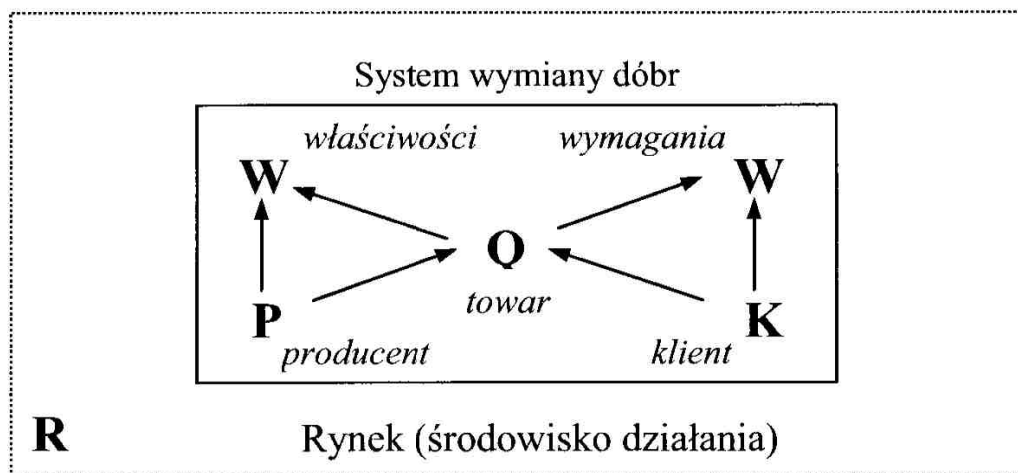 System wymiany dóbr
właściwości wymagania
W W
Q
towar
P K
producent klient
R Rynek (środowisko działania)